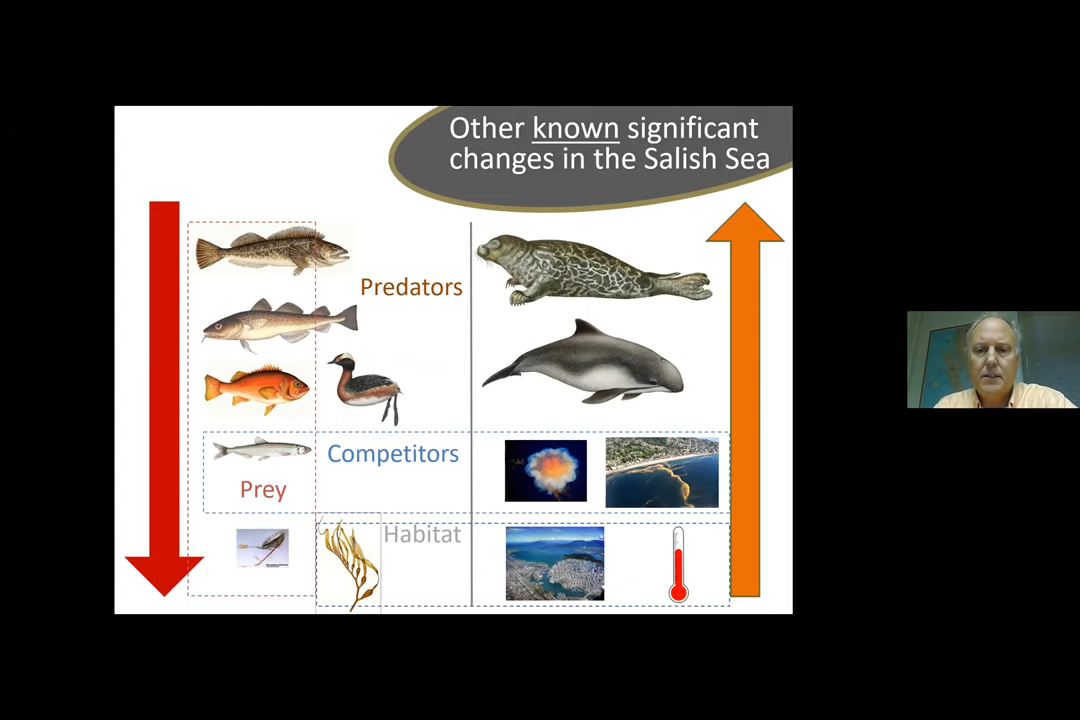 Other known significant
changes in the Salish Sea
Predators
Competitors
Prey
Habitat